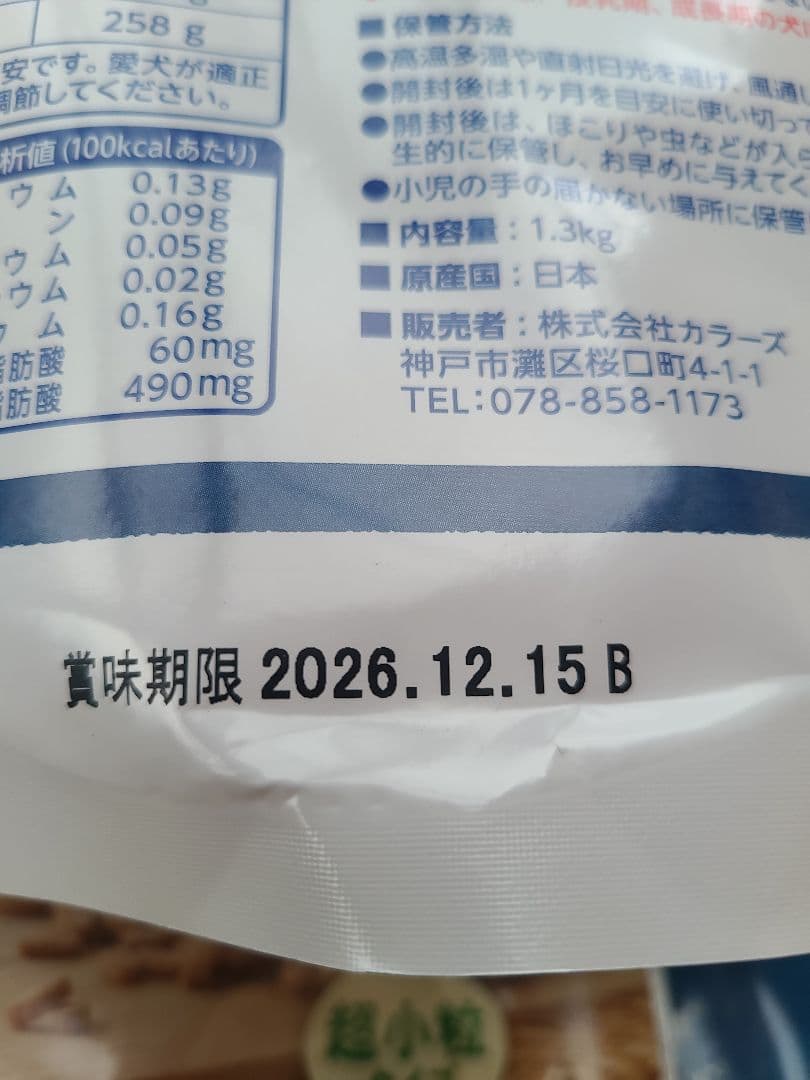 258 g
安です。愛犬が適正
調節してください。
析値 (100kcalあたり)
ウム 0.13g
ン 0.09g
ウム 0.05g
ウム 0.02g
ウム 0.16g
脂肪酸 60mg
脂肪酸 490mg
■ 保管方法
●高温多湿や直射日光を避け、風通し
●開封後は1ヶ月を目安に使い切っ
●開封後は、ほこりや虫などが入ら
生的に保管し、お早めに与えてく
●小児の手の届かない場所に保管
■ 内容量：1.3kg
■ 原産国：日本
■ 販売者：株式会社カラーズ
神戸市灘区桜口町4-1-1
TEL:078-858-1173
賞味期限 2026.12.15 B
超小粒